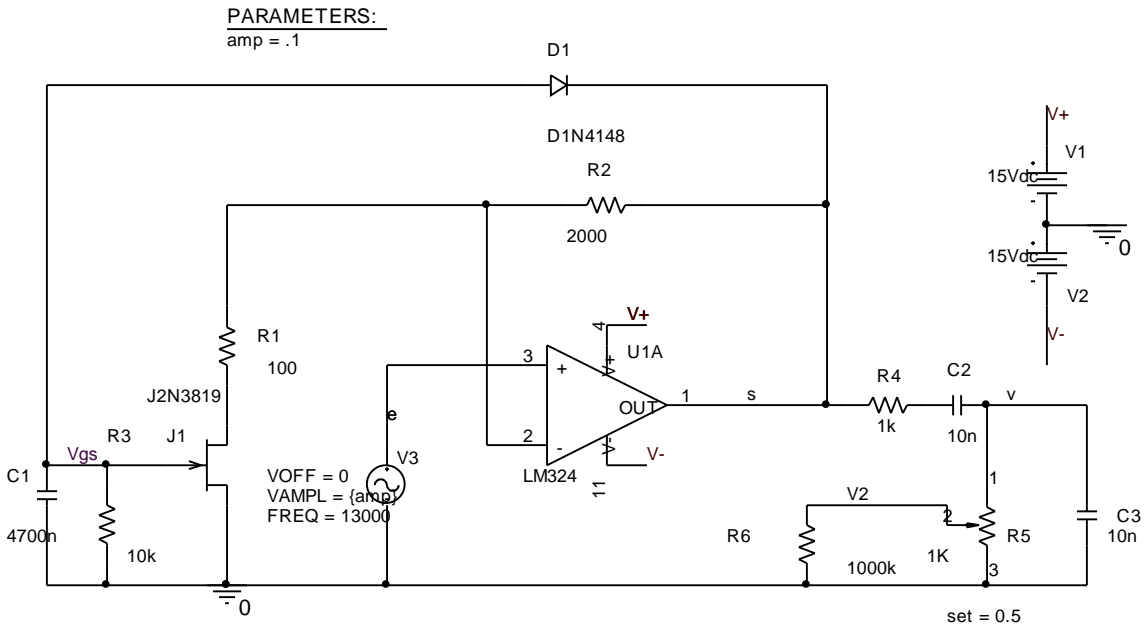 PARAMETERS:
amp = .1
D1
D1N4148
R2
2000
V+
V1
15Vdc
+
-
0
15Vdc
+
-
V2
V-
R1
100
J2N3819
R3
J1
Vgs
C1
4700n
10k
0
e
V3
VOFF = 0
VAMPL = {amp}
FREQ = 13000
V+
4
U1A
V+
3
+
2
-
OUT
1
LM324
V-
11
V-
s
R4
1k
C2
10n
v
1
V2
2
R5
1K
3
R6
1000k
set = 0.5
C3
10n